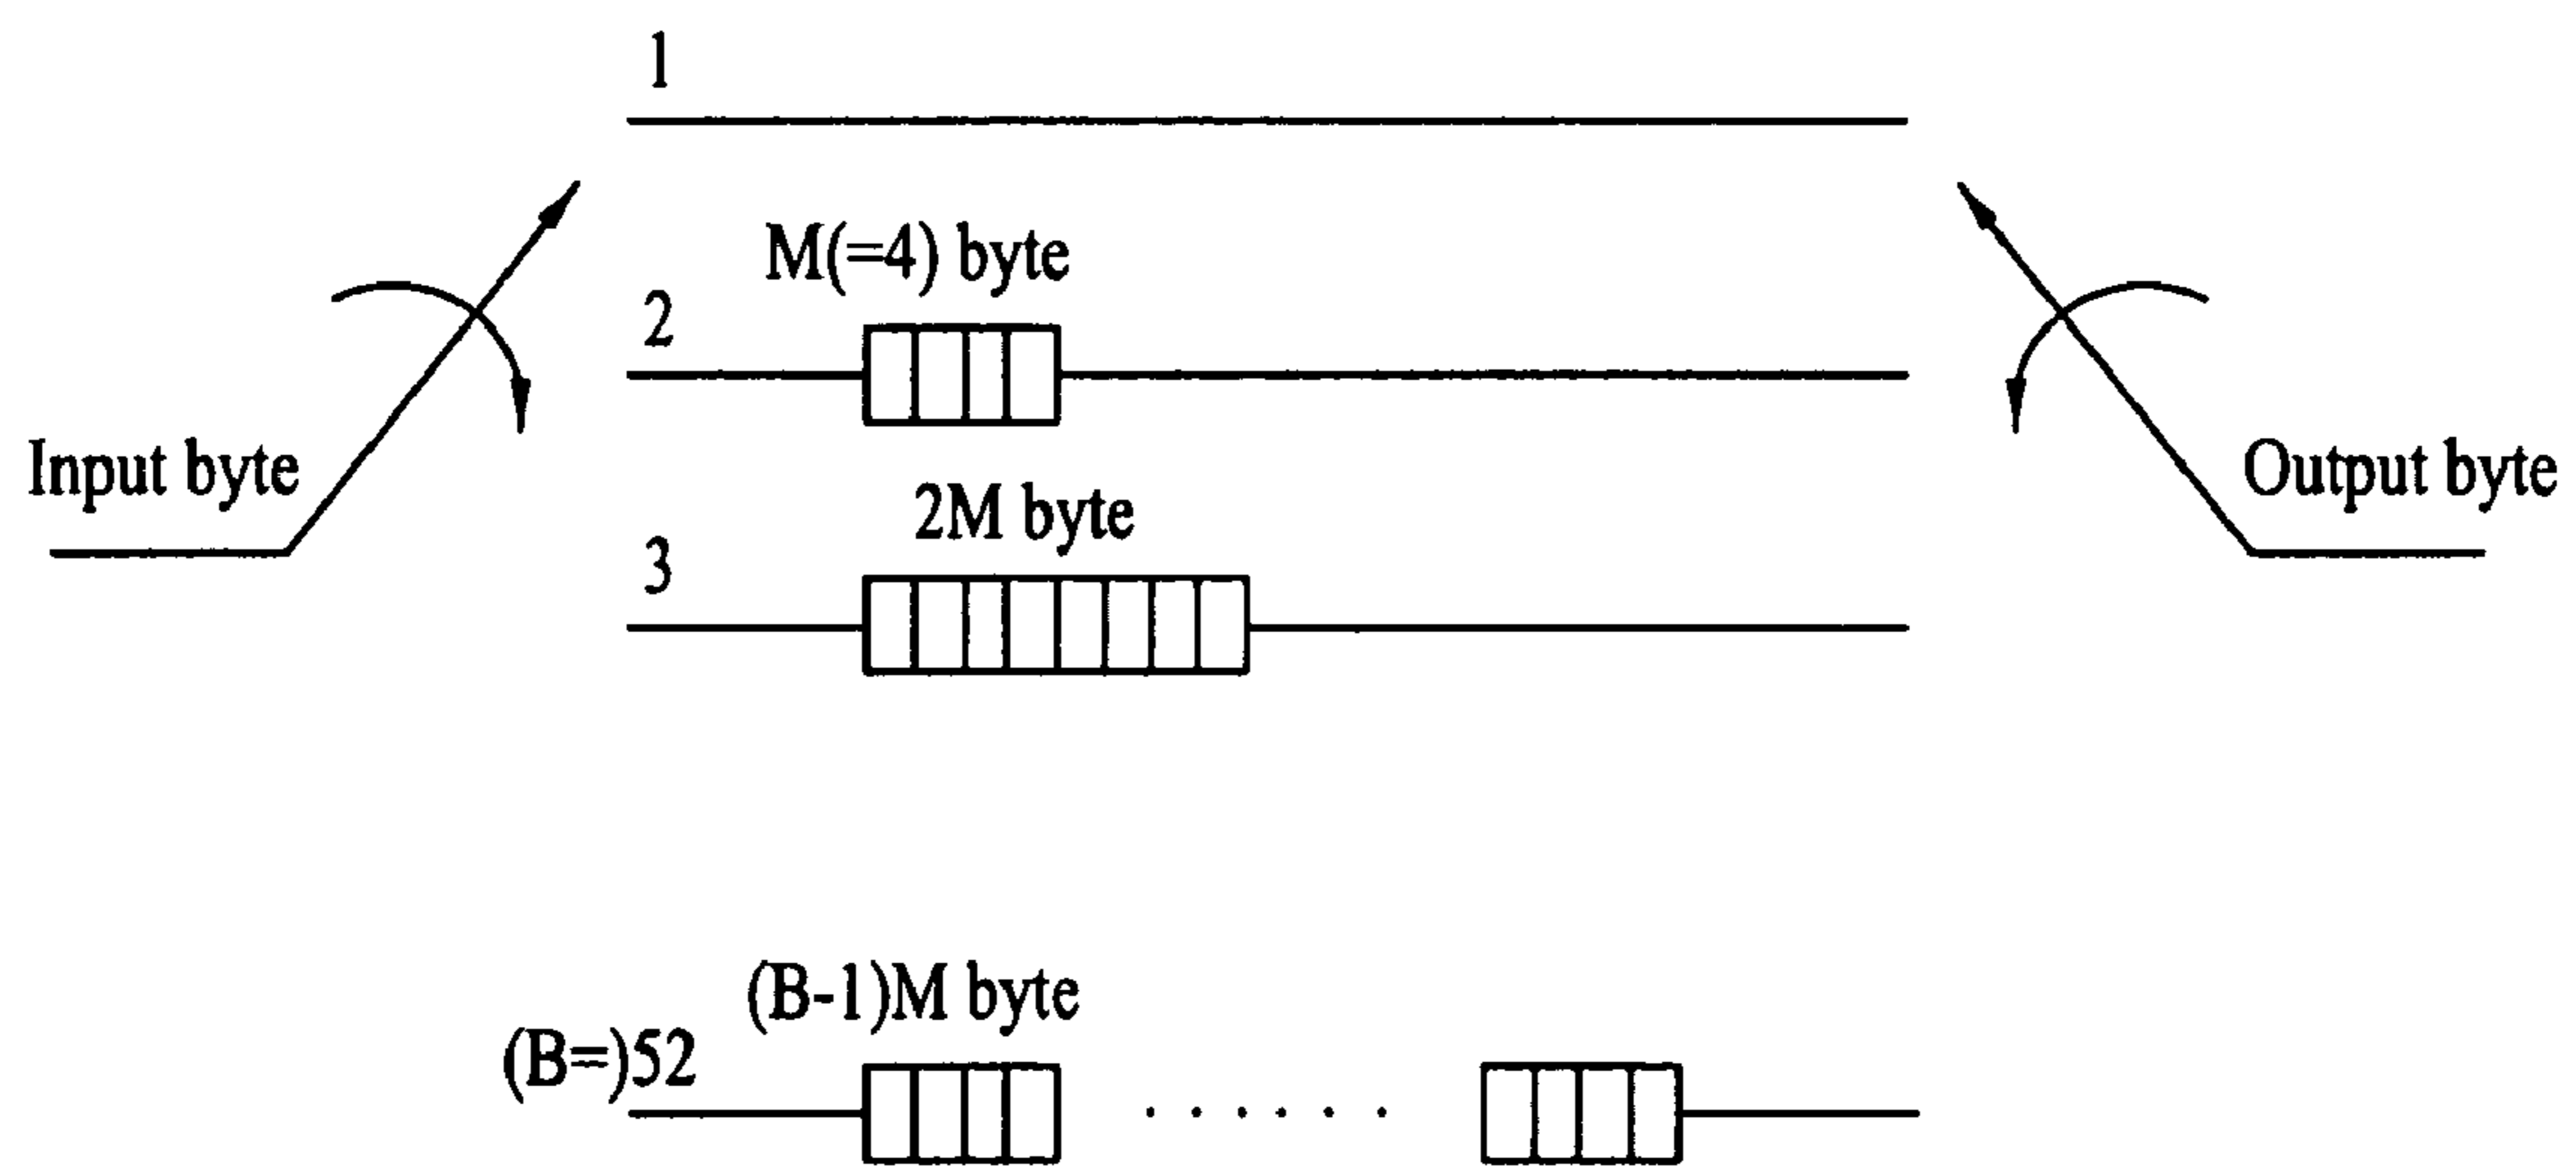 1
M(=4) byte
2
Input byte
Output byte
2M byte
3
(B-1)M byte
(B=)52